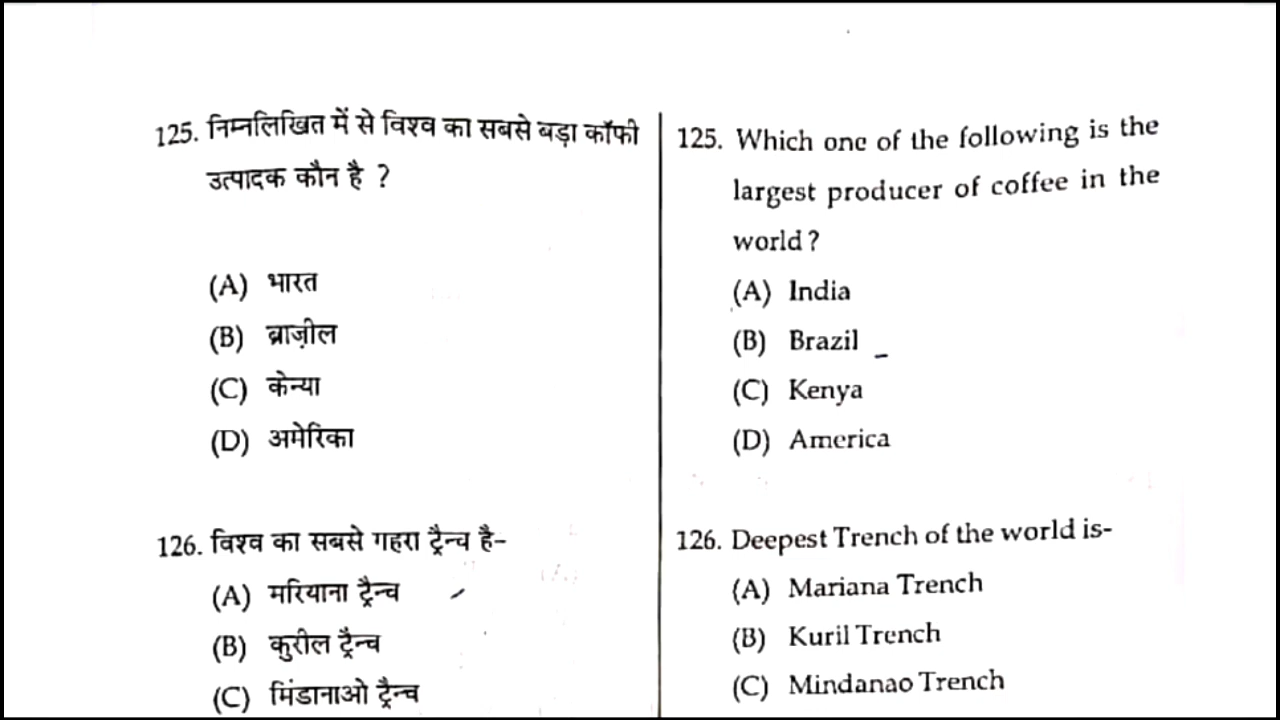 125. निम्नलिखित में से विश्व का सबसे बड़ा कॉफी
उत्पादक कौन है ?
(A) भारत
(B) ब्राज़ील
(C) केन्या
(D) अमेरिका
126. विश्व का सबसे गहरा ट्रैन्च है-
(A) मरियाना ट्रैन्च
(B) कुरील ट्रैन्च
(C) मिंडानाओ ट्रैन्च
125. Which one of the following is the
largest producer of coffee in the
world?
(A) India
(B) Brazil
(C) Kenya
(D) America
126. Deepest Trench of the world is-
(A) Mariana Trench
(B) Kuril Trench
(C) Mindanao Trench